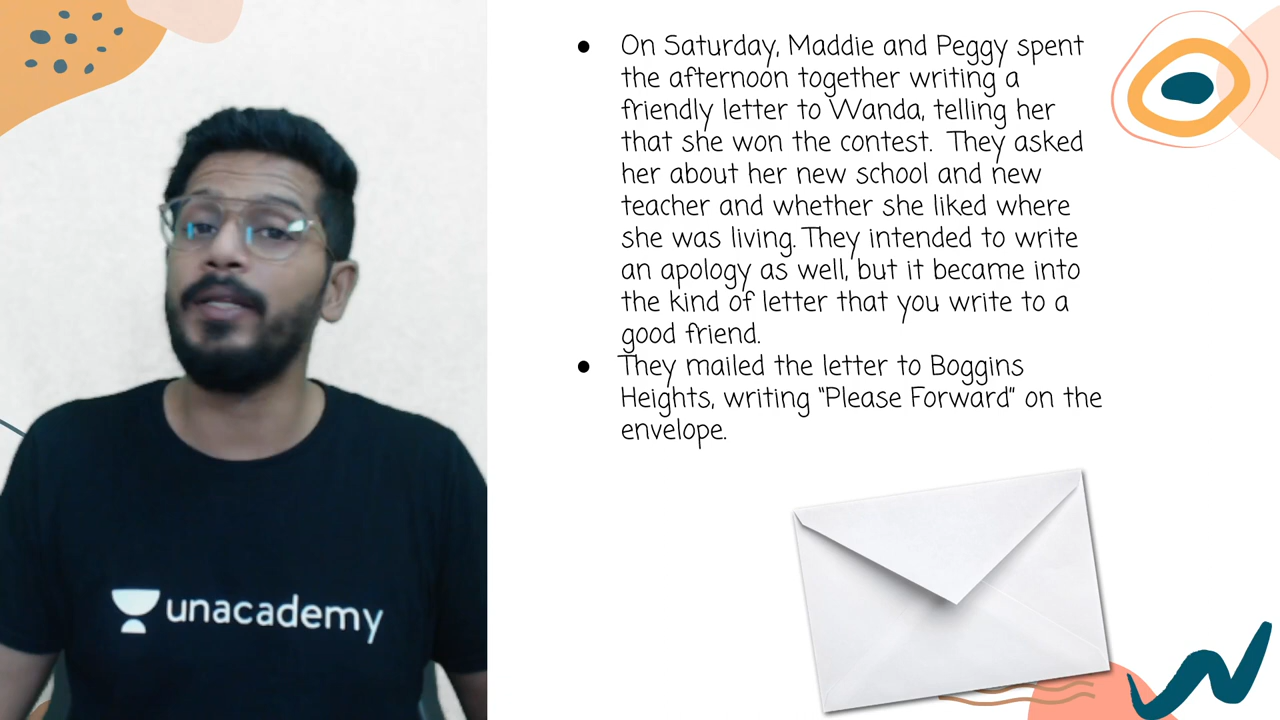 On Saturday, Maddie and Peggy spent
the afternoon together writing a
friendly letter to Wanda, telling her
that she won the contest. They asked
her about her new school and new
teacher and whether she liked where
she was living. They intended to write
an apology as well, but it became into
the kind of letter that you write to a
good friend.
They mailed the letter to Boggins
Heights, writing “Please Forward” on the
envelope.
unacademy